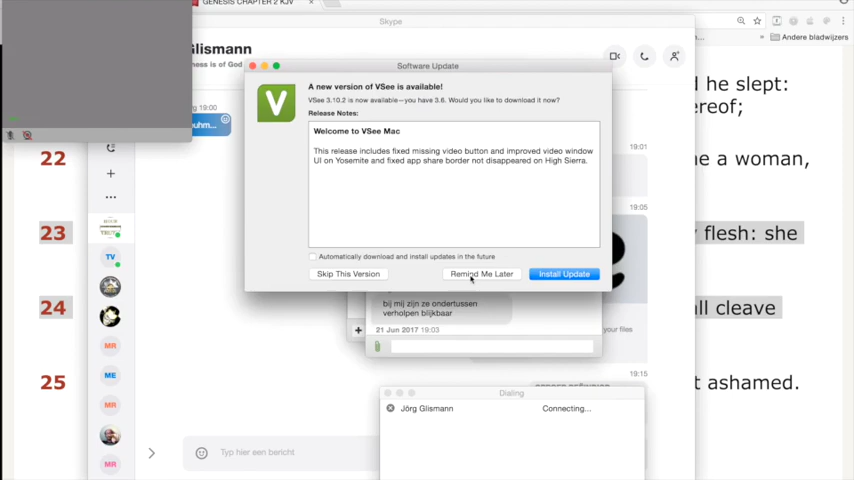 GENESIS CHAPTER 2 KJV
Skype
Andere bladwijzers
Glismann
ness is of God
rg 19:00
euhm...
Software Update
V
A new version of VSee is available!
VSee 3.10.2 is now available—you have 3.6. Would you like to download it now?
Release Notes:
Welcome to VSee Mac
This release includes fixed missing video button and improved video window
UI on Yosemite and fixed app share border not disappeared on High Sierra.
Automatically download and install updates in the future
Skip This Version
Remind Me Later
Install Update
d he slept:
ereof;
22
ne a woman,
23
flesh: she
24
all cleave
25
t ashamed.
19:01
19:05
19:15
TV
MR
ME
MR
MR
bij mij zijn ze ondertussen
verholpen blijkbaar
21 Jun 2017 19:03
your files
Dialing
Jörg Glismann
Connecting...
Typ hier een bericht